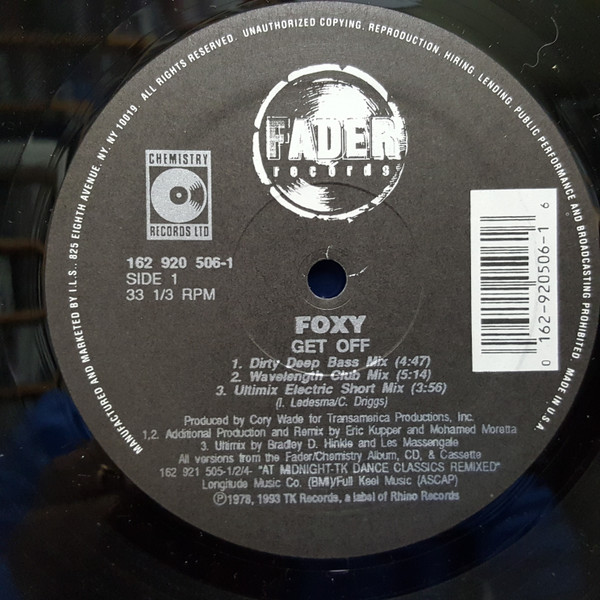 MANUFACTURED AND MARKETED BY I.L.S., 825 EIGHTH AVENUE, NY, NY 10019. ALL RIGHTS RESERVED. UNAUTHORIZED COPYING, REPRODUCTION, HIRING, LENDING, PUBLIC PERFORMANCE AND BROADCASTING PROHIBITED. MADE IN U.S.A.
FADER
records
CHEMISTRY
RECORDS LTD
162 920 506-1
SIDE 1
33 1/3 RPM
0 162-920506-1 6
FOXY
GET OFF
1. Dirty Deep Bass Mix (4:47)
2. Wavelength Club Mix (5:14)
3. Ultimix Electric Short Mix (3:56)
(I. Ledesma/C. Driggs)
Produced by Cory Wade for Transamerica Productions, Inc.
1,2. Additional Production and Remix by Eric Kupper and Mohamed Moretta
3. Ultimix by Bradley D. Hinkle and Les Massengale
All versions from the Fader/Chemistry Album, CD, & Cassette
162 921 505-1/2/4- "AT MIDNIGHT-TK DANCE CLASSICS REMIXED"
Longitude Music Co. (BMI)/Full Keel Music (ASCAP)
Ⓟ1978, 1993 TK Records, a label of Rhino Records